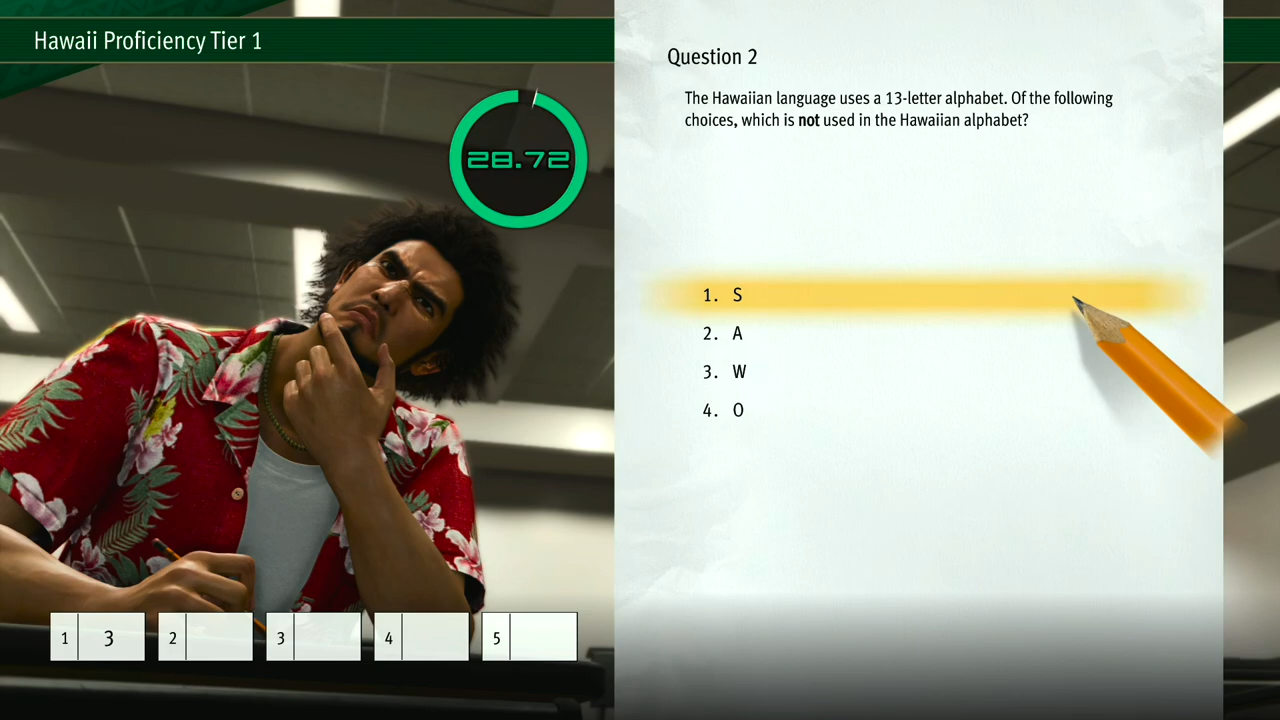 Hawaii Proficiency Tier 1
28.72
Question 2
The Hawaiian language uses a 13-letter alphabet. Of the following
choices, which is not used in the Hawaiian alphabet?
1. S
2. A
3. W
4. O
1 3
2
3
4
5